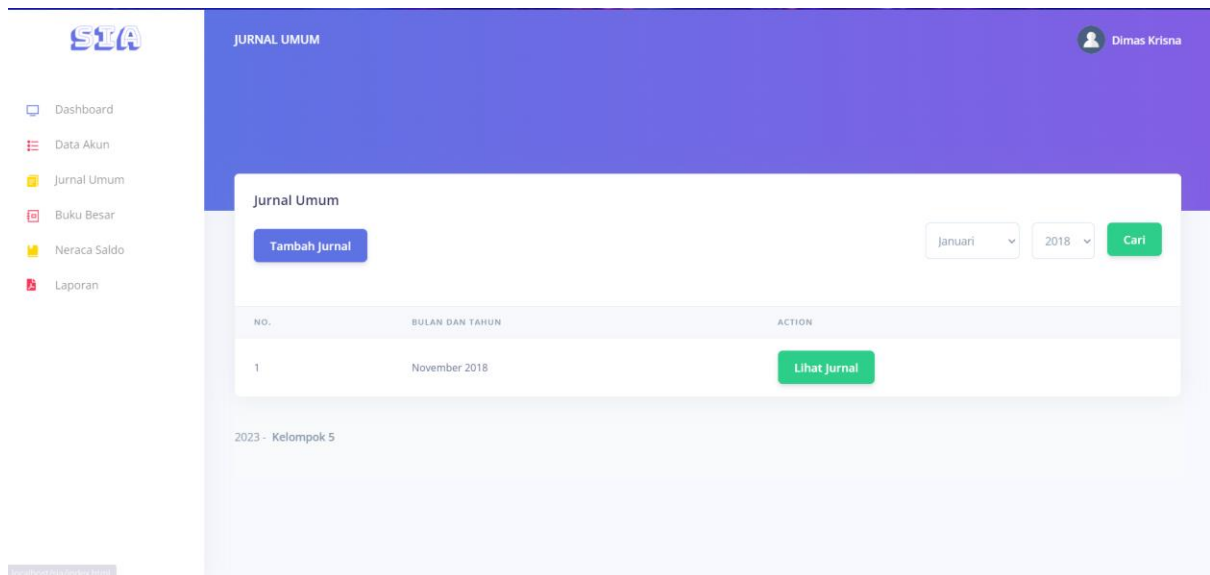 SIA
JURNAL UMUM
Dimas Krisna
Dashboard
Data Akun
Jurnal Umum
Buku Besar
Neraca Saldo
Laporan
Jurnal Umum
Tambah Jurnal
Januari
2018
Cari
NO. BULAN DAN TAHUN ACTION
1 November 2018 Lihat Jurnal
2023 - Kelompok 5